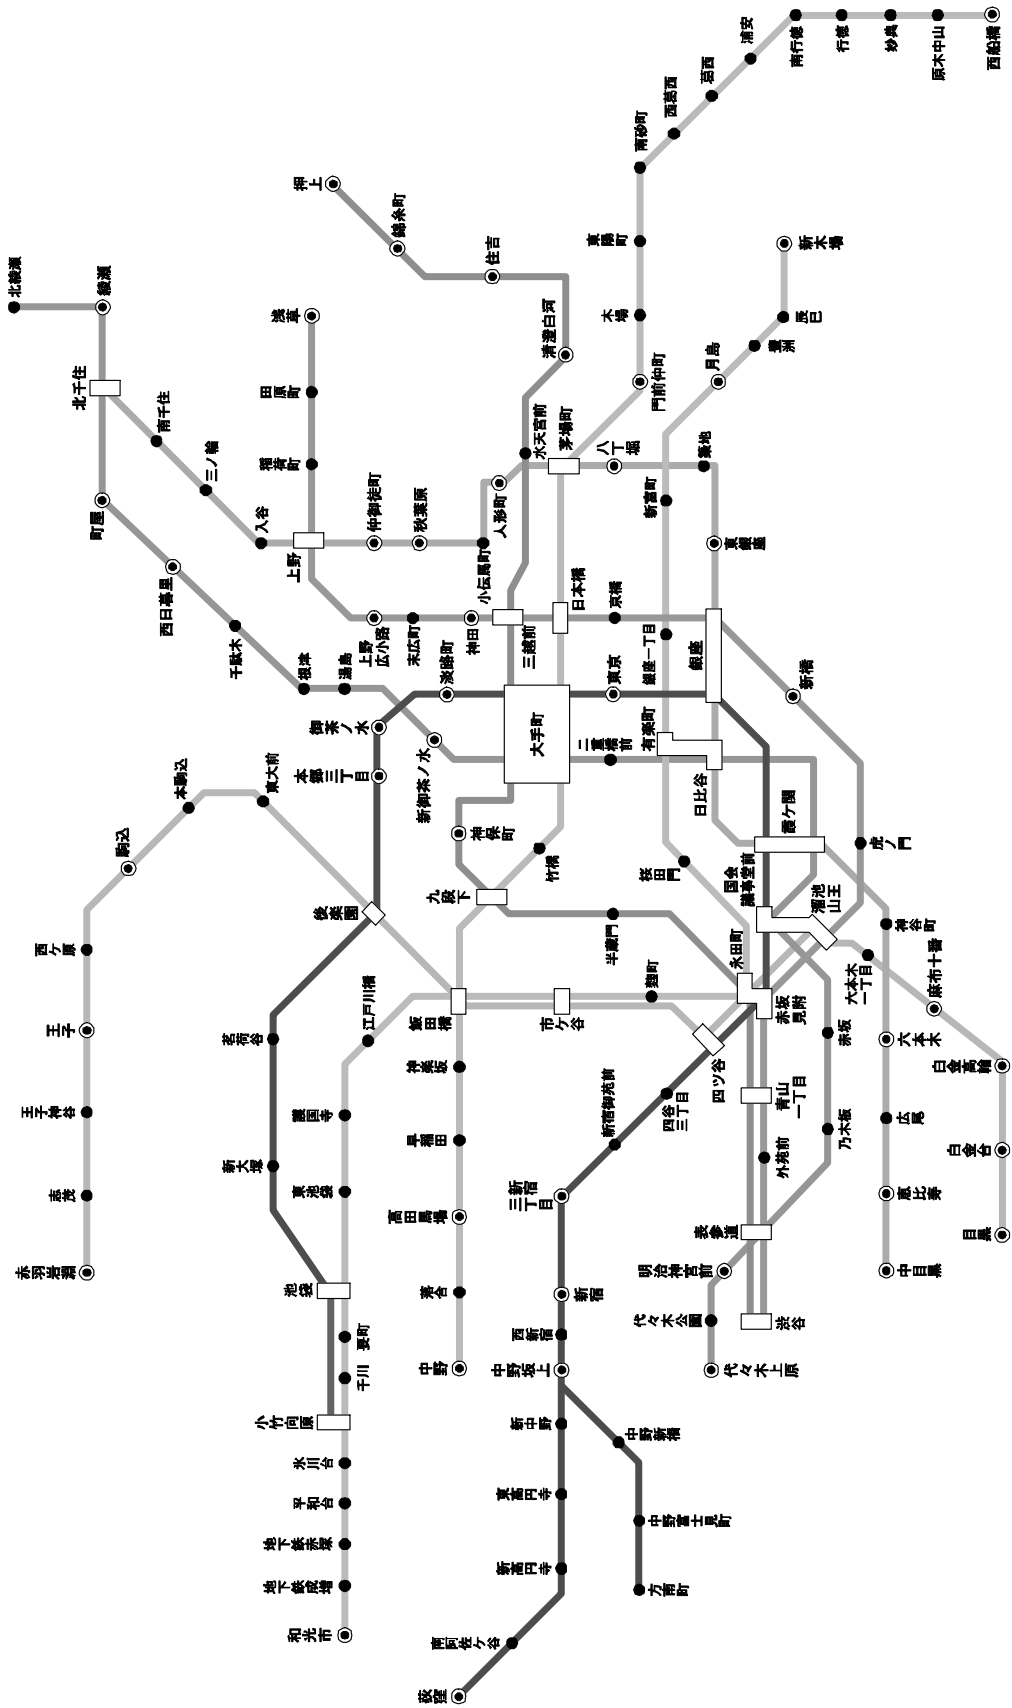 北綾瀬
綾瀬
北千住
南千住
三ノ輪
入谷
町屋
西日暮里
千駄木
根津
湯島
浅草
田原町
稲荷町
上野
仲御徒町
秋葉原
小伝馬町
人形町
上野
広小路
末広町
神田
三越前
日本橋
京橋
押上
錦糸町
住吉
清澄白河
水天宮前
茅場町
八丁堀
築地
東銀座
浦安
葛西
西葛西
南砂町
東陽町
木場
門前仲町
南行徳
行徳
妙典
原木中山
西船橋
新木場
辰巳
豊洲
月島
新富町
銀座一丁目
銀座
新橋
淡路町
大手町
東京
二重橋
前
有楽町
日比谷
御茶ノ水
新御茶ノ水
本郷三丁目
神保町
竹橋
九段下
半蔵門
桜田門
霞ケ関
虎ノ門
国会
議事堂前
溜池
山王
永田町
赤坂
見附
神谷町
六本木
一丁目
麻布十番
白金高輪
白金台
目黒
六本木
広尾
恵比寿
中目黒
本駒込
東大前
駒込
西ケ原
王子
王子神谷
志茂
赤羽岩淵
後楽園
茗荷谷
新大塚
池袋
江戸川橋
護国寺
東池袋
飯田橋
市ケ谷
麹町
四ツ谷
神楽坂
早稲田
高田馬場
落合
中野
新宿御苑前
四谷
三丁目
新宿
三丁目
新宿
西新宿
中野坂上
新中野
東高円寺
新高円寺
南阿佐ケ谷
荻窪
中野新橋
中野富士見町
方南町
赤坂
乃木坂
青山
一丁目
外苑前
表参道
渋谷
明治神宮前
代々木公園
代々木上原
要町
千川
小竹
向原
氷川台
平和台
地下鉄赤塚
地下鉄成増
和光市